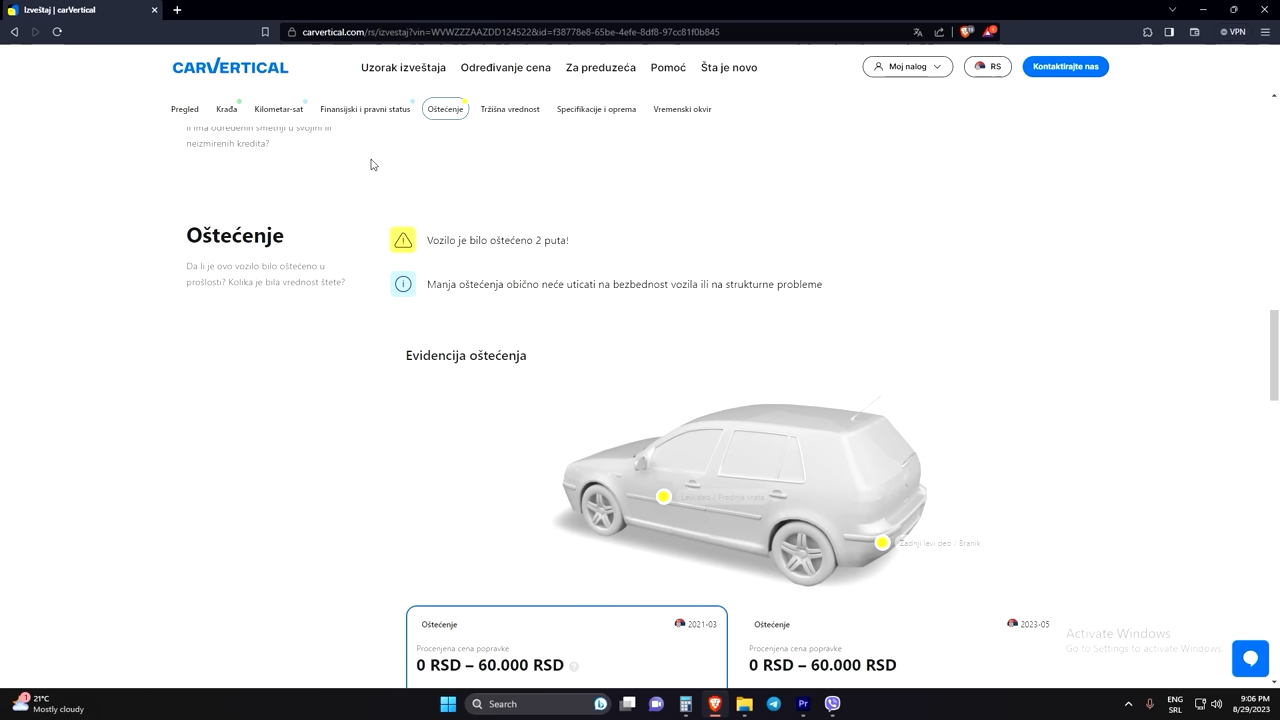 Izveštaj | carVertical
carvertical.com/rs/izvestaj?vin=WVWZZZAAZDD124522&id=f38778e8-65be-4efe-8df8-97cc81f0b845
VPN
CARVERTICAL
Uzorak izveštaja
Određivanje cena
Za preduzeća
Pomoć
Šta je novo
Moj nalog
RS
Kontaktirajte nas
Pregled
Krađa
Kilometar-sat
Finansijski i pravni status
Oštećenje
Tržišna vrednost
Specifikacije i oprema
Vremenski okvir
li ima određenih smetnji u svojini ili
neizmirenih kredita?
Oštećenje
Da li je ovo vozilo bilo oštećeno u
prošlosti? Kolika je bila vrednost štete?
Vozilo je bilo oštećeno 2 puta!
Manja oštećenja obično neće uticati na bezbednost vozila ili na strukturne probleme
Evidencija oštećenja
Levi deo / Prednja vrata
Zadnji levi deo / Branik
Oštećenje
2021-03
Procenjena cena popravke
0 RSD – 60.000 RSD
Oštećenje
2023-05
Procenjena cena popravke
0 RSD – 60.000 RSD
Activate Windows
Go to Settings to activate Windows.
21°C
Mostly cloudy
Search
ENG
SRL
9:06 PM
8/29/2023